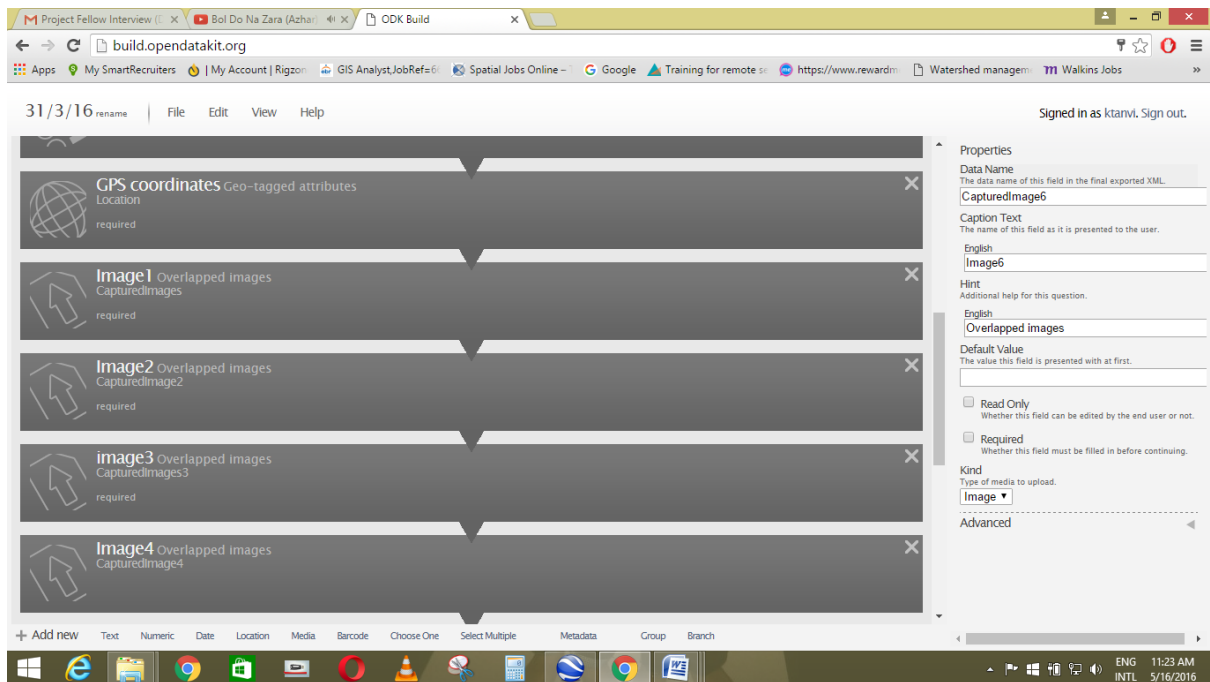 Project Fellow Interview (D
Bol Do Na Zara (Azhar)
ODK Build
build.opendatakit.org
Apps My SmartRecruiters | My Account | Rigzon GIS Analyst,JobRef=6 Spatial Jobs Online – Google Training for remote se https://www.rewardm Watershed managem Walkins Jobs »
31/3/16 rename File Edit View Help Signed in as ktanvi. Sign out.
GPS coordinates Geo-tagged attributes
Location
required
Image1 Overlapped images
CapturedImages
required
Image2 Overlapped images
CapturedImage2
required
image3 Overlapped images
CapturedImages3
required
Image4 Overlapped images
CapturedImage4
Properties
Data Name
The data name of this field in the final exported XML.
CapturedImage6
Caption Text
The name of this field as it is presented to the user.
English
Image6
Hint
Additional help for this question.
English
Overlapped images
Default Value
The value this field is presented with at first.
Read Only
Whether this field can be edited by the end user or not.
Required
Whether this field must be filled in before continuing.
Kind
Type of media to upload.
Image
Advanced
+ Add new Text Numeric Date Location Media Barcode Choose One Select Multiple Metadata Group Branch
ENG 11:23 AM
INTL 5/16/2016